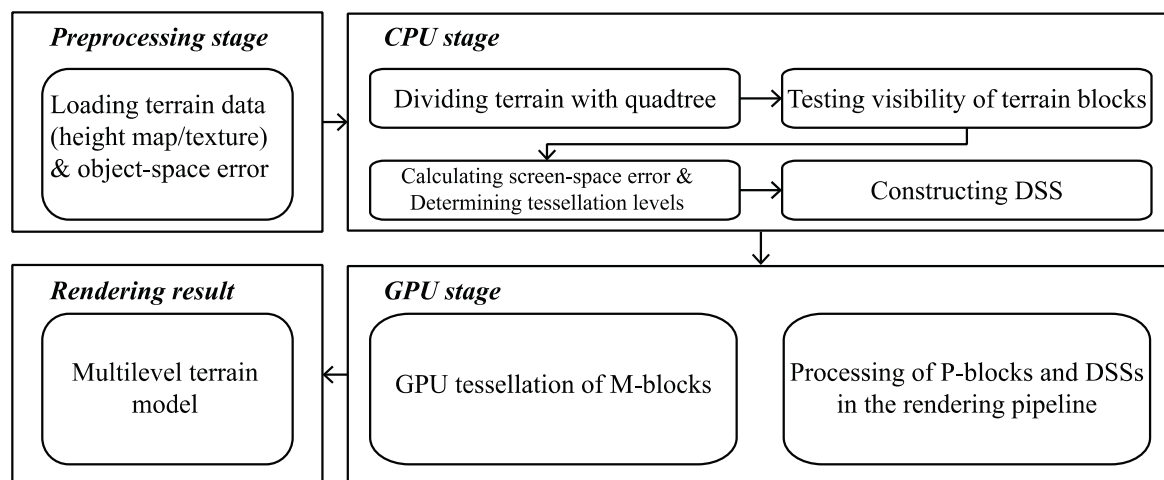 Preprocessing stage
Loading terrain data
(height map/texture)
& object-space error
CPU stage
Dividing terrain with quadtree
Testing visibility of terrain blocks
Calculating screen-space error &
Determining tessellation levels
Constructing DSS
Rendering result
Multilevel terrain
model
GPU stage
GPU tessellation of M-blocks
Processing of P-blocks and DSSs
in the rendering pipeline